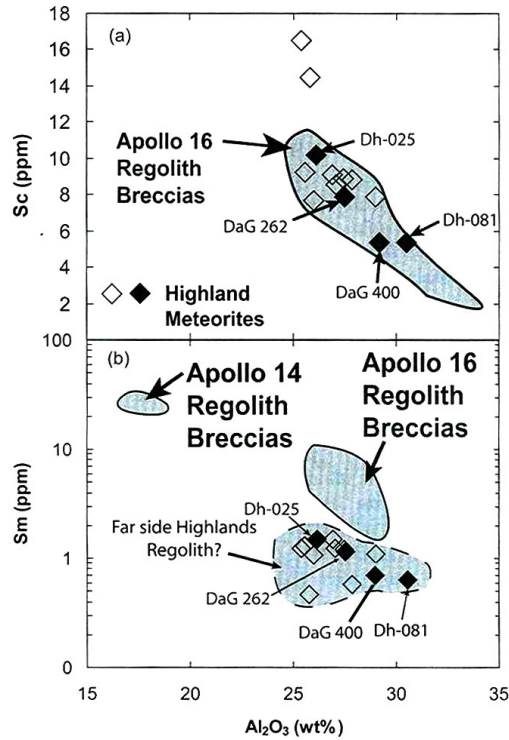 18
(a)
16
14
12
Apollo 16
Regolith
Breccias
Dh-025
10
Sc (ppm)
8
DaG 262
Dh-081
6
4
DaG 400
Highland
Meteorites
2
100
(b)
Apollo 14
Regolith
Breccias
Apollo 16
Regolith
Breccias
10
Sm (ppm)
Dh-025
Far side Highlands
Regolith?
1
DaG 262
DaG 400
Dh-081
0
15 20 25 30 35
Al₂O₃ (wt%)